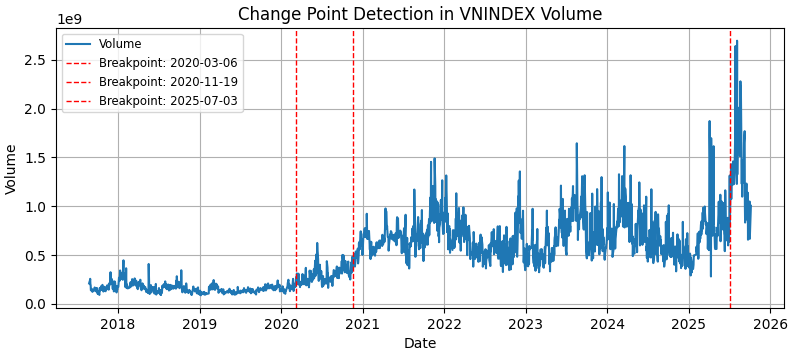 Change Point Detection in VNINDEX Volume
1e9
Volume
Breakpoint: 2020-03-06
Breakpoint: 2020-11-19
Breakpoint: 2025-07-03
2.5
2.0
1.5
1.0
0.5
0.0
Volume
2018
2019
2020
2021
2022
2023
2024
2025
2026
Date